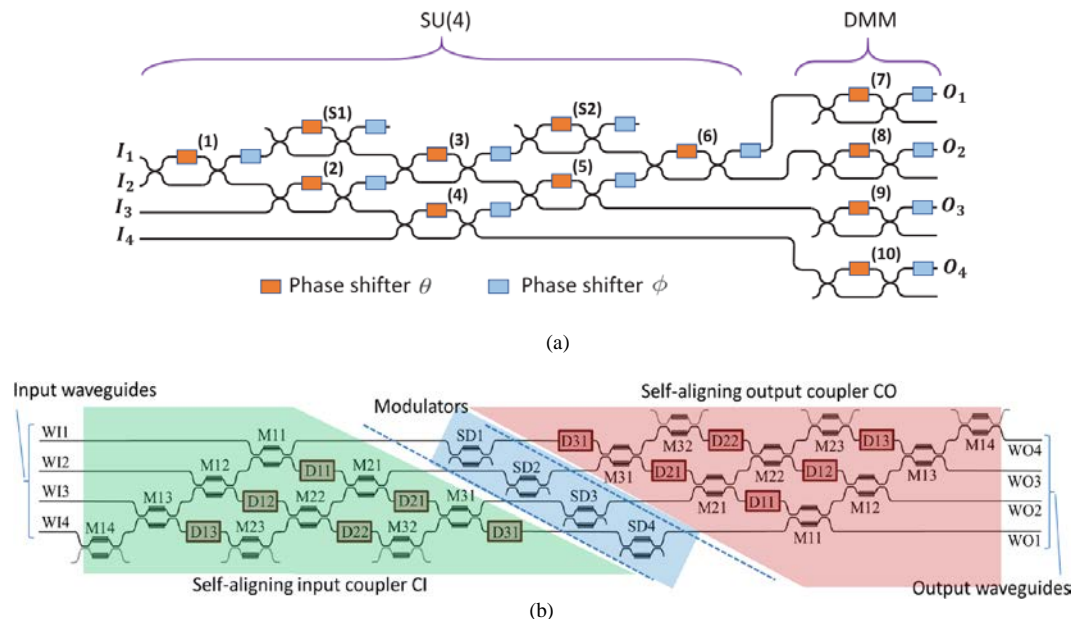 SU(4) DMM
(7) O1
(S1) (S2)
(1) (3) (6) (8) O2
I1
I2 (2) (5)
I3 (4) (9) O3
I4
(10) O4
Phase shifter θ Phase shifter ϕ
(a)
Input waveguides
Self-aligning output coupler CO
Modulators
WI1 M11 SD1 D31 M32 D22 M23 D13 M14 WO4
WI2 M12 D11 M21 SD2 M31 D21 M22 D12 M13 WO3
WI3 M13 D12 M22 D21 M31 SD3 M21 D11 M12 WO2
WI4 M14 D13 M23 D22 M32 D31 SD4 M11 WO1
Self-aligning input coupler CI
Output waveguides
(b)